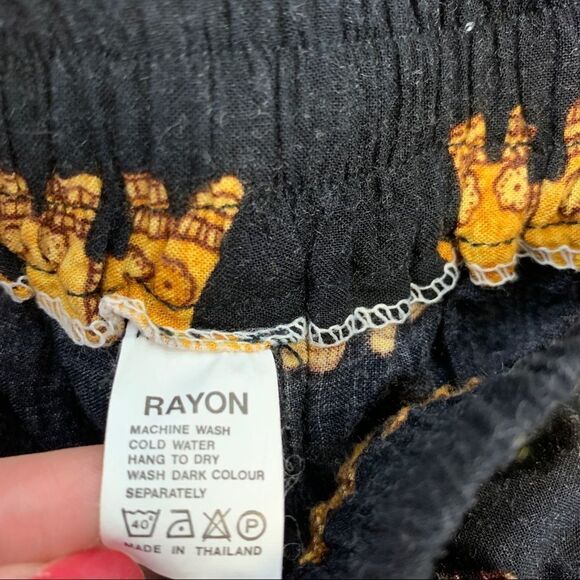 RAYON
MACHINE WASH
COLD WATER
HANG TO DRY
WASH DARK COLOUR
SEPARATELY
40° P
MADE IN THAILAND